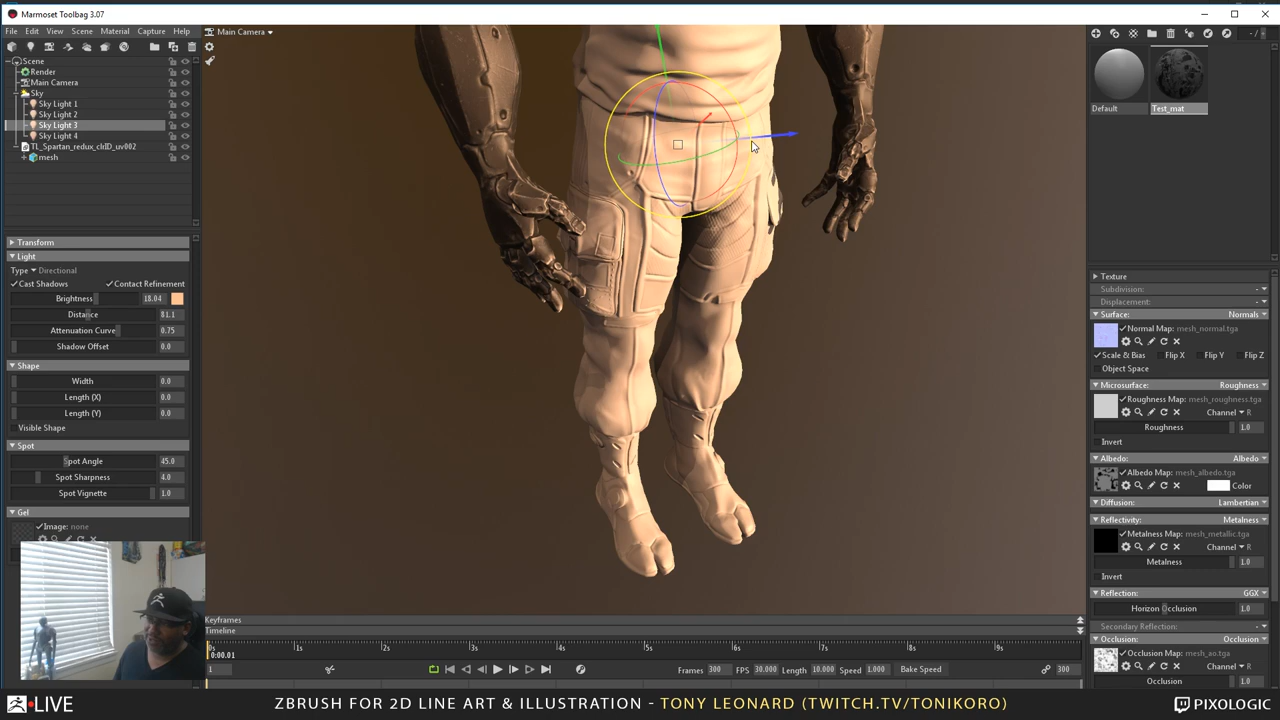 Marmoset Toolbag 3.07
File Edit View Scene Material Capture Help
Main Camera
- /
Scene
Render
Main Camera
Sky
Sky Light 1
Sky Light 2
Sky Light 3
Sky Light 4
TL_Spartan_redux_clrID_uv002
mesh
Transform
Light
Type Directional
Cast Shadows Contact Refinement
Brightness 18.04
Distance 81.1
Attenuation Curve 0.75
Shadow Offset 0.0
Shape
Width 0.0
Length (X) 0.0
Length (Y) 0.0
Visible Shape
Spot
Spot Angle 45.0
Spot Sharpness 4.0
Spot Vignette 1.0
Gel
Image: none
Default Test_mat
Texture
Subdivision: -
Displacement: -
Surface: Normals
Normal Map: mesh_normal.tga
Scale & Bias Flip X Flip Y Flip Z
Object Space
Microsurface: Roughness
Roughness Map: mesh_roughness.tga
Channel R
Roughness 1.0
Invert
Albedo: Albedo
Albedo Map: mesh_albedo.tga
Color
Diffusion: Lambertian
Reflectivity: Metalness
Metalness Map: mesh_metallic.tga
Channel R
Metalness 1.0
Invert
Reflection: GGX
Horizon Occlusion 1.0
Secondary Reflection: -
Occlusion: Occlusion
Occlusion Map: mesh_ao.tga
Channel R
Occlusion 1.0
Keyframes
Timeline
0s 1s 2s 3s 4s 5s 6s 7s 8s 9s
0:00.01
1 Frames 300 FPS 30.000 Length 10.000 Speed 1.000 Bake Speed 300
LIVE ZBRUSH FOR 2D LINE ART & ILLUSTRATION - TONY LEONARD (TWITCH.TV/TONIKORO) PIXOLOGIC